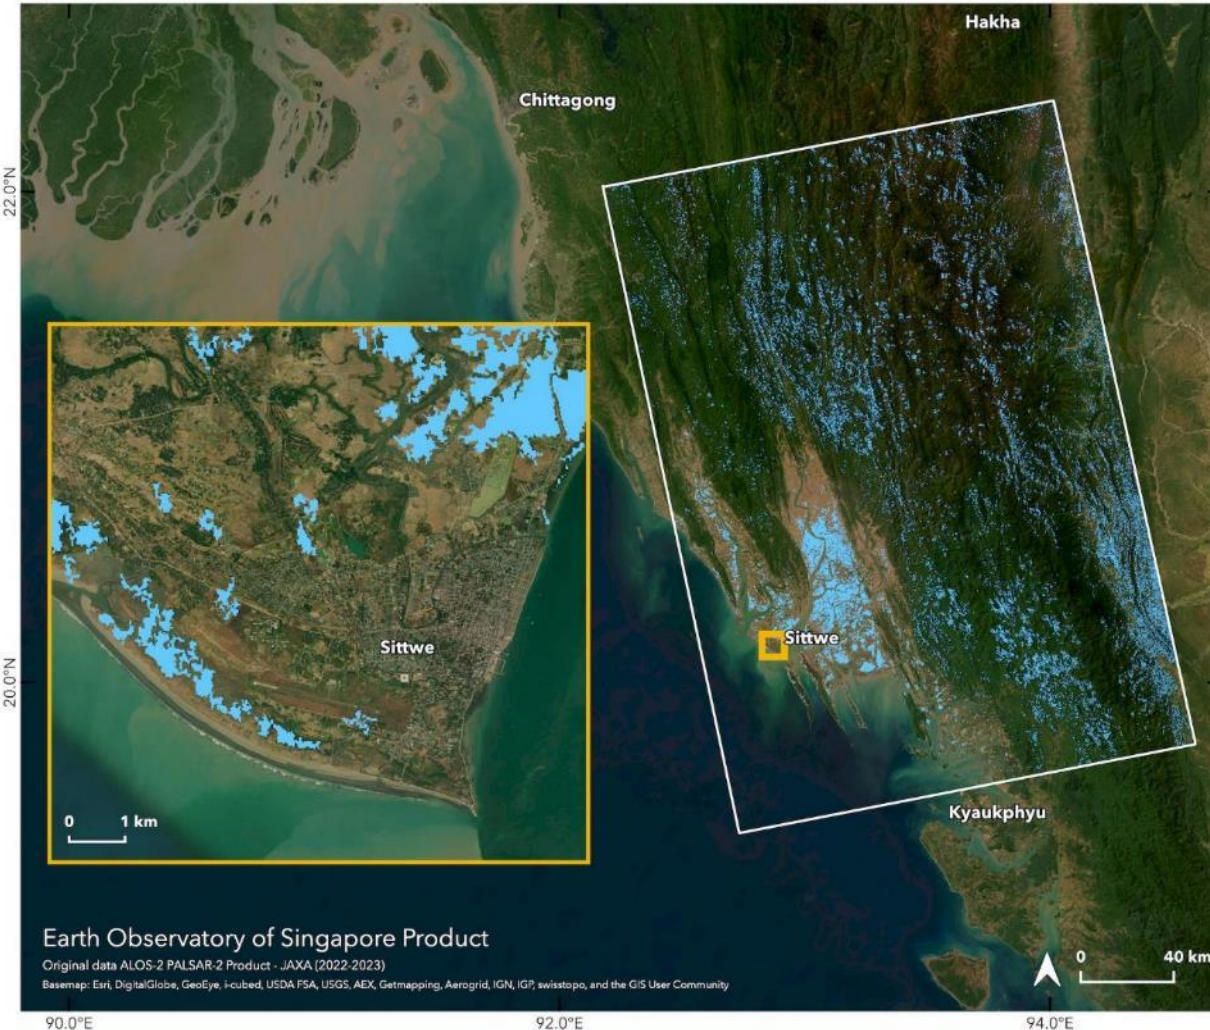 Hakha
Chittagong
22.0°N
Sittwe
Sittwe
20.0°N
0 1 km
Kyaukphyu
Earth Observatory of Singapore Product
Original data ALOS-2 PALSAR-2 Product - JAXA (2022-2023)
Basemap: Esri, DigitalGlobe, GeoEye, i-cubed, USDA FSA, USGS, AEX, Getmapping, Aerogrid, IGN, IGP, swisstopo, and the GIS User Community
0 40 km
90.0°E 92.0°E 94.0°E